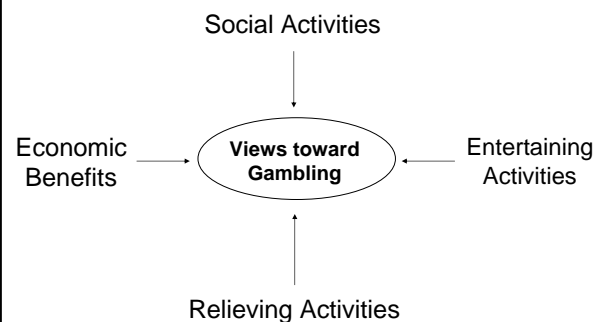 Social Activities
Economic
Benefits
Views toward
Gambling
Entertaining
Activities
Relieving Activities